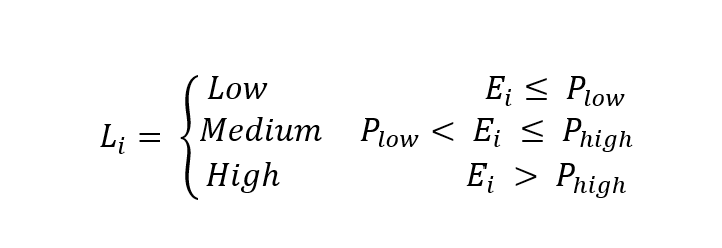 Low E_i ≤ P_low
L_i = { Medium P_low < E_i ≤ P_high
High E_i > P_high